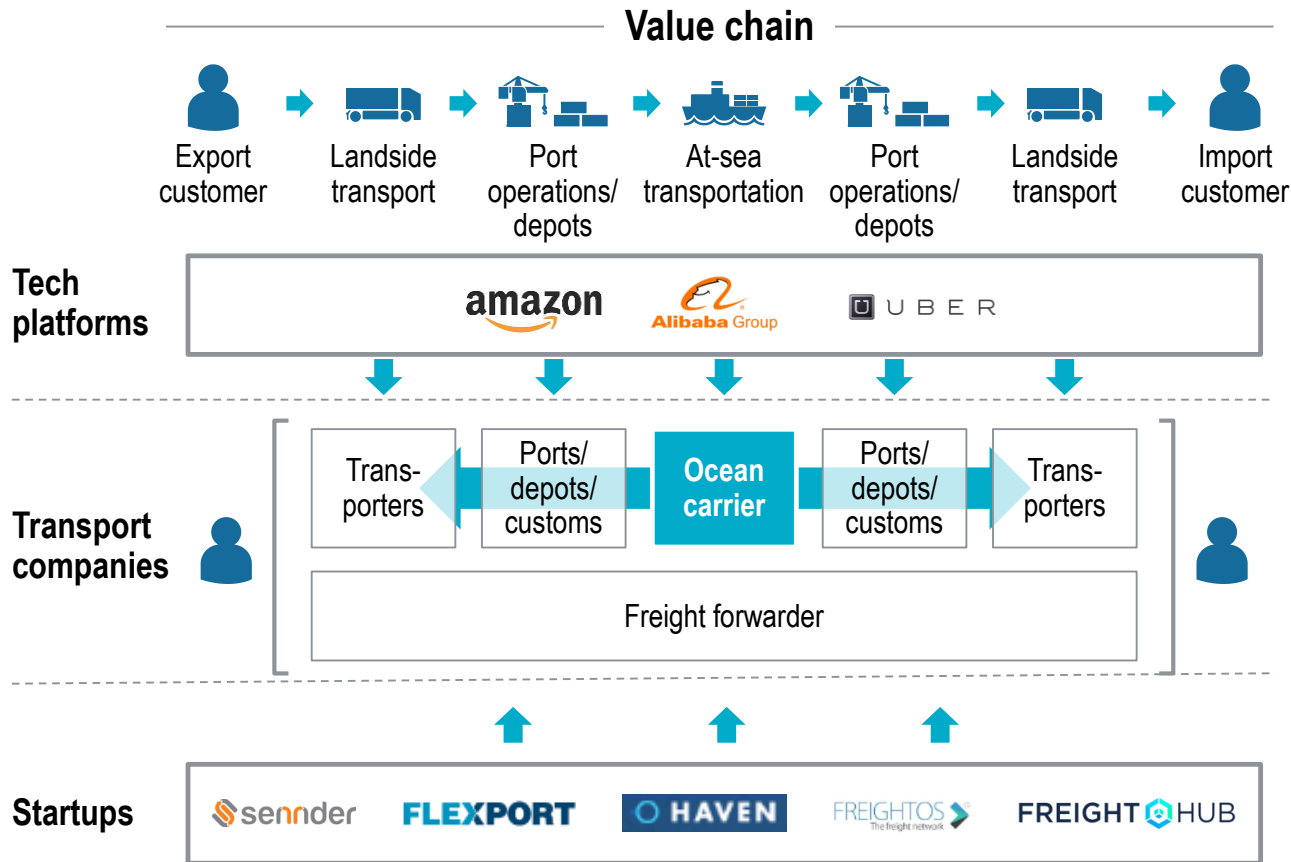 Value chain
Export
customer
Landside
transport
Port
operations/
depots
At-sea
transportation
Port
operations/
depots
Landside
transport
Import
customer
Tech
platforms
amazon
Alibaba Group
U UBER
Transport
companies
Trans-
porters
Ports/
depots/
customs
Ocean
carrier
Ports/
depots/
customs
Trans-
porters
Freight forwarder
Startups
sennder
FLEXPORT
HAVEN
FREIGHTOS
The freight network
FREIGHT HUB